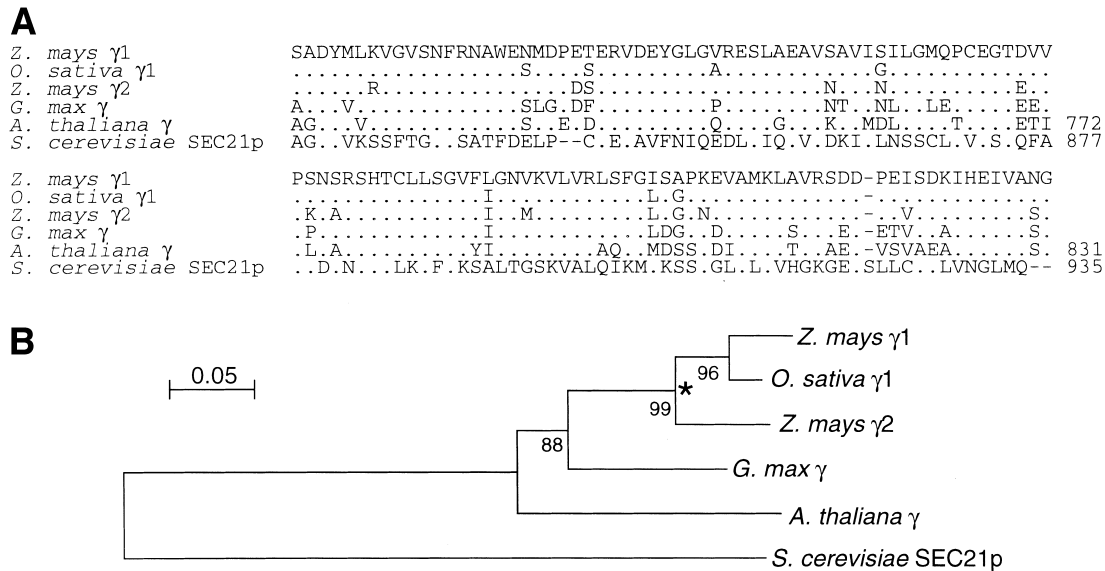 A
Z. mays γ1 SADYMLKVGVSNFRNAWENMDPETERVDEYGLGVRESLAEAVSAVISILGMQPCEGTDVV
O. sativa γ1 ..................S....S.........A............G.............
Z. mays γ2 ......R...............DS..................N...N..........E..
G. max γ A...V.............SLG.DF.........P........NT..NL..LE.....EE.
A. thaliana γ AG...V............S..E.D.........Q....G...K..MDL....T....ETI 772
S. cerevisiae SEC21p AG..VKSSFTG..SATFDELP--C.E.AVFNIQEDL.IQ.V.DKI.LNSSCL.V.S.QFA 877
Z. mays γ1 PSNSRSHTCLLSGVFLGNVKVLVRLSFGISAPKEVAMKLAVRSDD-PEISDKIHEIVANG
O. sativa γ1 ...............I............L.G..............-..............
Z. mays γ2 .K.A...........I..M.........L.G.N............-..V.........S.
G. max γ .P.............I............LDG..D.....S...E.-ETV..A......S.
A. thaliana γ .L.A..........YI........AQ..MDSS.DI....T..AE.-VSVAEA......S. 831
S. cerevisiae SEC21p ..D.N...LK.F.KSALTGSKVALQIKM.KSS.GL.L.VHGKGE.SLLC..LVNGLMQ-- 935
B
0.05
Z. mays γ1
96
O. sativa γ1
*
99
Z. mays γ2
88
G. max γ
A. thaliana γ
S. cerevisiae SEC21p